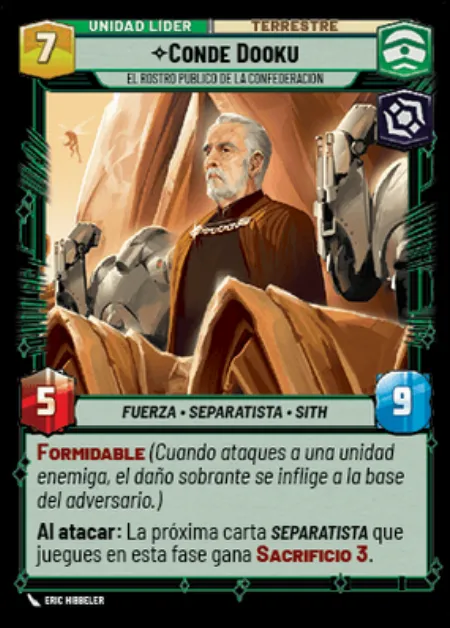 UNIDAD LÍDER
TERRESTRE
7
CONDE DOOKU
EL ROSTRO PÚBLICO DE LA CONFEDERACIÓN
5
FUERZA • SEPARATISTA • SITH
9
FORMIDABLE (Cuando ataques a una unidad
enemiga, el daño sobrante se inflige a la base
del adversario.)
Al atacar: La próxima carta SEPARATISTA que
juegues en esta fase gana SACRIFICIO 3.
ERIC HIBBELER